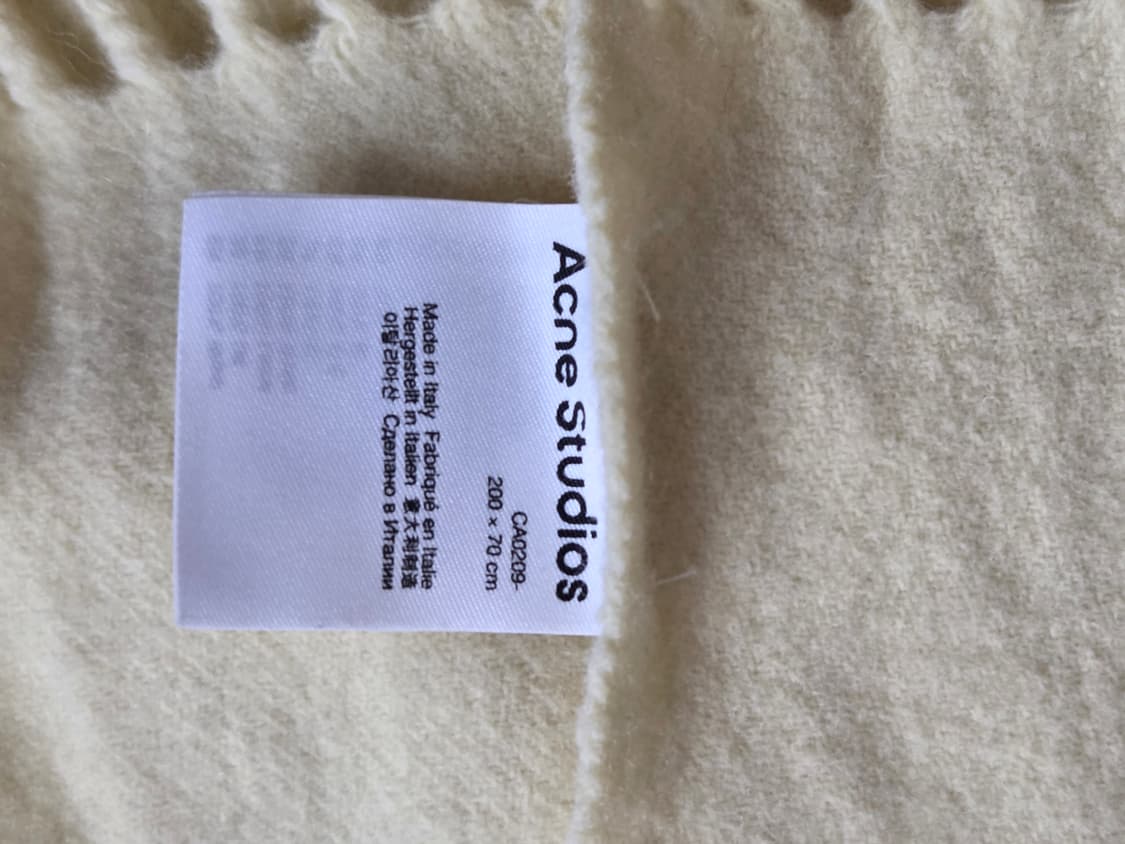 Acne Studios
CA0209-
200 × 70 cm
Made in Italy Fabriqué en Italie
Hergestellt in Italien 意大利制造
이탈리아산 Сделано в Италии